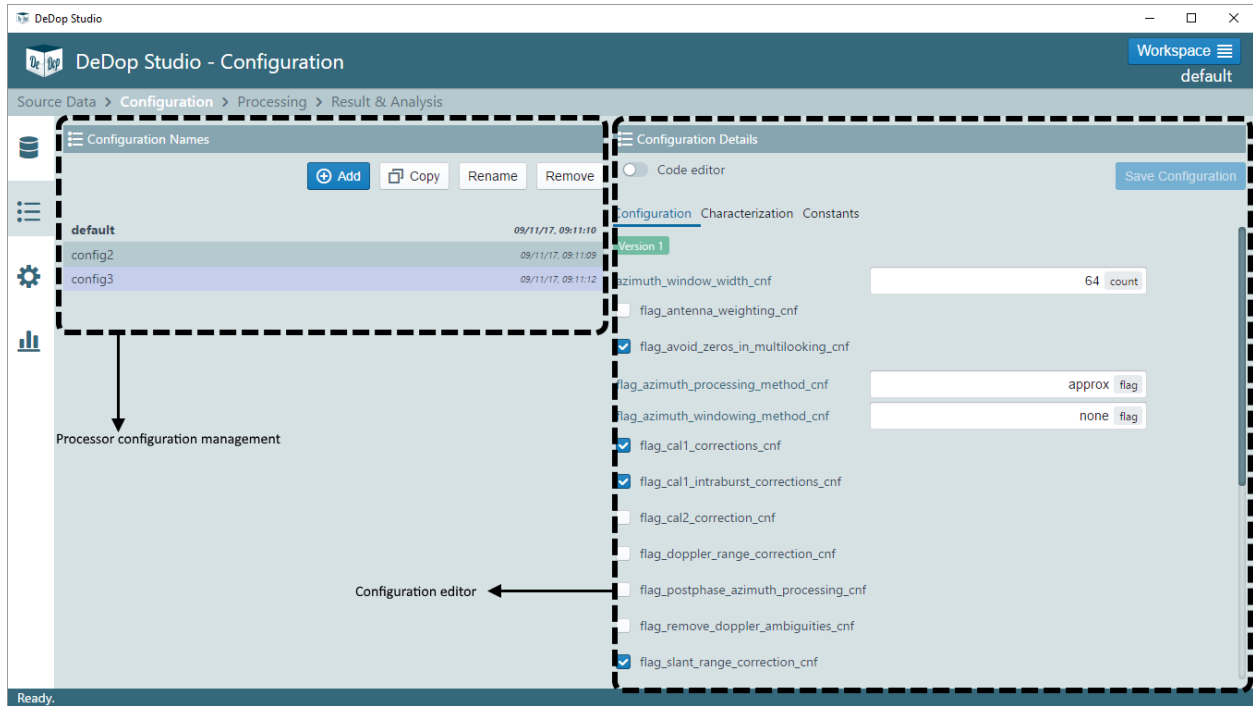 DeDop Studio
De Dop DeDop Studio - Configuration
Workspace
default
Source Data > Configuration > Processing > Result & Analysis
Configuration Names
Add Copy Rename Remove
default 09/11/17, 09:11:10
config2 09/11/17, 09:11:09
config3 09/11/17, 09:11:12
Processor configuration management
Configuration editor
Configuration Details
Code editor
Save Configuration
Configuration Characterization Constants
Version 1
azimuth_window_width_cnf 64 count
flag_antenna_weighting_cnf
flag_avoid_zeros_in_multilooking_cnf
flag_azimuth_processing_method_cnf approx flag
flag_azimuth_windowing_method_cnf none flag
flag_cal1_corrections_cnf
flag_cal1_intraburst_corrections_cnf
flag_cal2_correction_cnf
flag_doppler_range_correction_cnf
flag_postphase_azimuth_processing_cnf
flag_remove_doppler_ambiguities_cnf
flag_slant_range_correction_cnf
Ready.